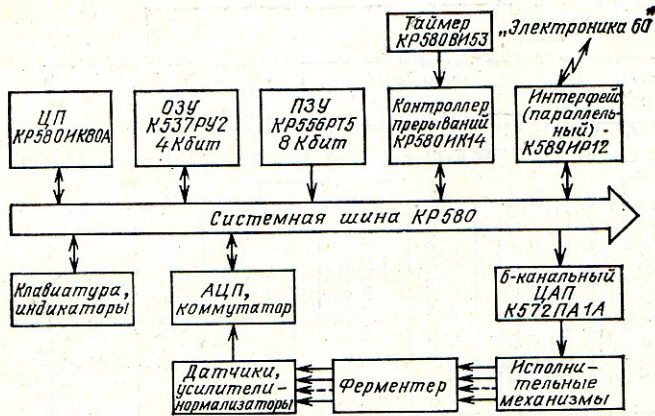 Таймер
КР580ВИ53
„Электроника 60"
ЦП
КР580ИК80А
ОЗУ
К537РУ2
4 Кбит
ПЗУ
КР556РТ5
8 Кбит
Контроллер
прерываний
КР580ИК14
Интерфейс
(параллель-
ный) -
К589ИР12
Системная шина КР580
Клавиатура,
индикаторы
АЦП,
коммутатор
6-канальный
ЦАП
К572ПА1А
Датчики,
усилители-
нормализаторы
Ферментер
Исполни-
тельные
механизмы